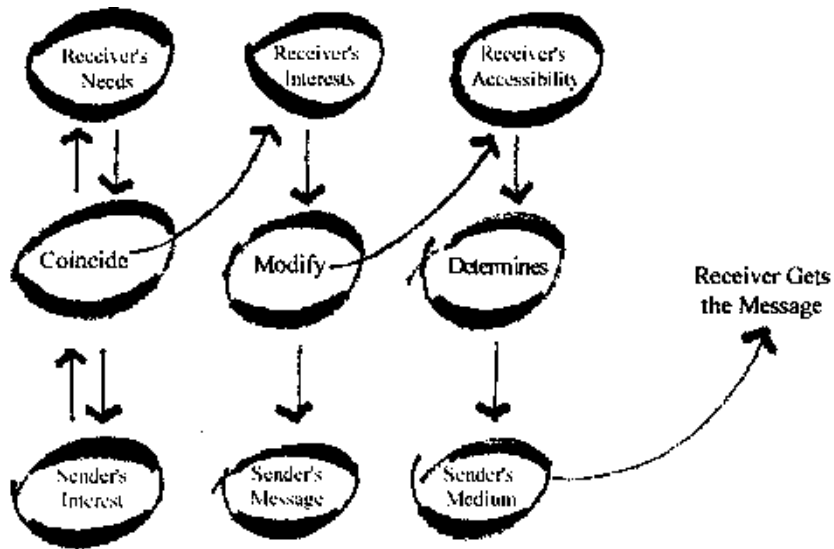 Receiver's
Needs
Receiver's
Interests
Receiver's
Accessibility
Coincide
Modify
Determines
Receiver Gets
the Message
Sender's
Interest
Sender's
Message
Sender's
Medium